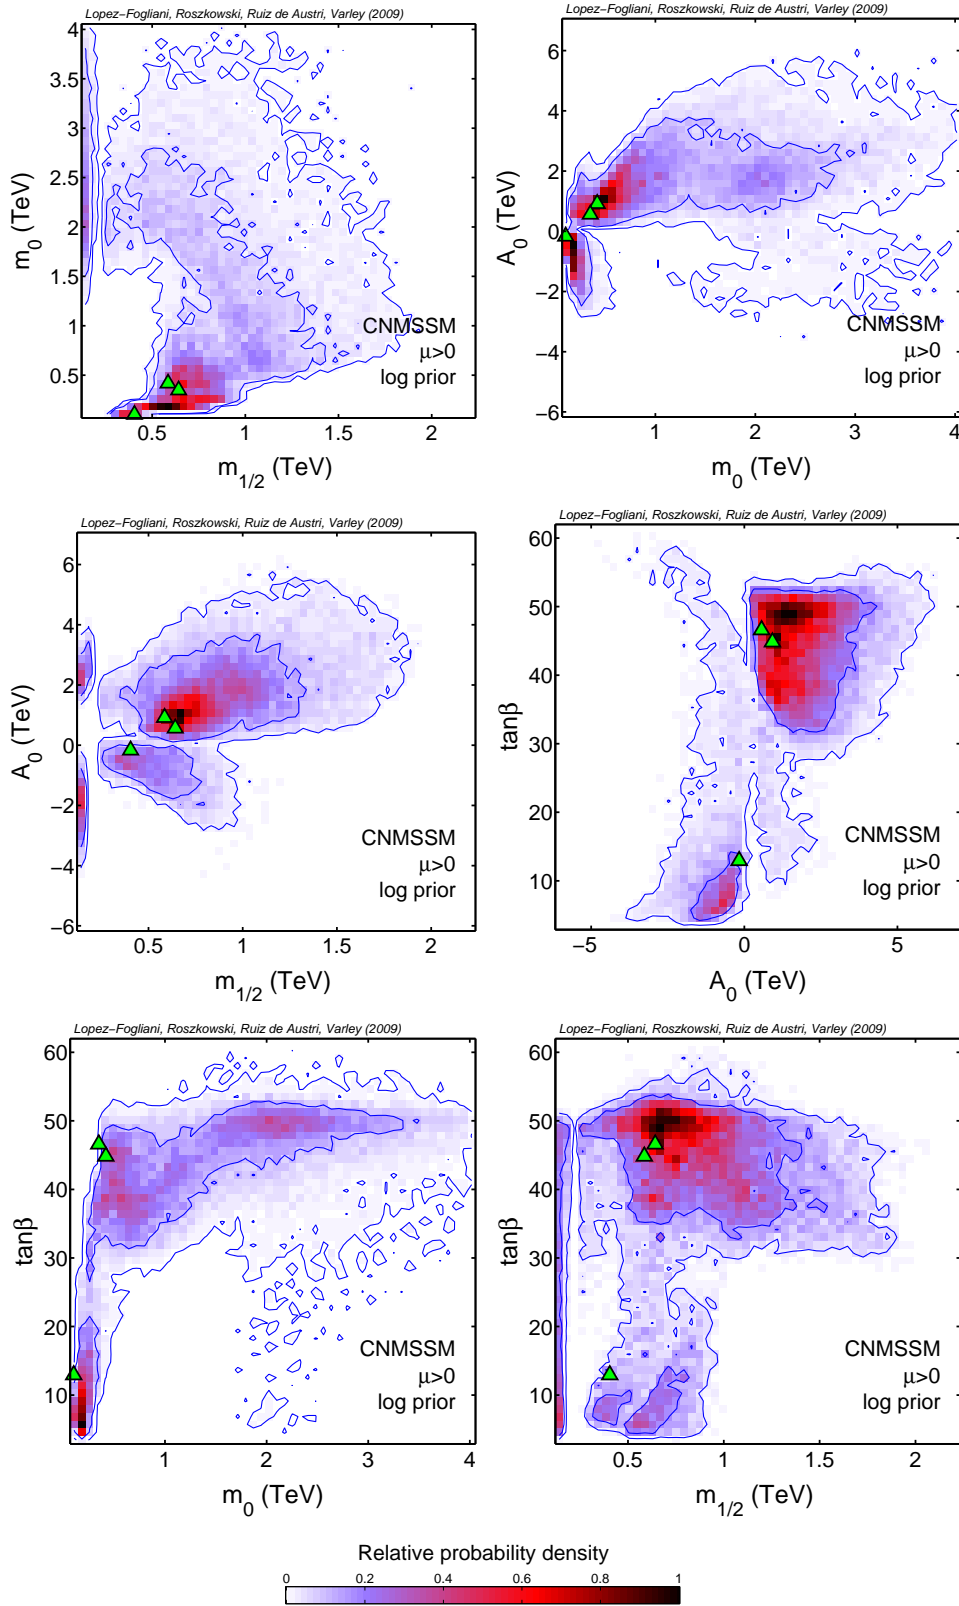 Lopez−Fogliani, Roszkowski, Ruiz de Austri, Varley (2009)
4
3.5
3
2.5
2
1.5
1
0.5
m0 (TeV)
CNMSSM
μ>0
log prior
0.5 1 1.5 2
m1/2 (TeV)
Lopez−Fogliani, Roszkowski, Ruiz de Austri, Varley (2009)
6
4
2
0
−2
−4
−6
A0 (TeV)
CNMSSM
μ>0
log prior
1 2 3 4
m0 (TeV)
Lopez−Fogliani, Roszkowski, Ruiz de Austri, Varley (2009)
6
4
2
0
−2
−4
−6
A0 (TeV)
CNMSSM
μ>0
log prior
0.5 1 1.5 2
m1/2 (TeV)
Lopez−Fogliani, Roszkowski, Ruiz de Austri, Varley (2009)
60
50
40
30
20
10
tanβ
CNMSSM
μ>0
log prior
−5 0 5
A0 (TeV)
Lopez−Fogliani, Roszkowski, Ruiz de Austri, Varley (2009)
60
50
40
30
20
10
tanβ
CNMSSM
μ>0
log prior
1 2 3 4
m0 (TeV)
Lopez−Fogliani, Roszkowski, Ruiz de Austri, Varley (2009)
60
50
40
30
20
10
tanβ
CNMSSM
μ>0
log prior
0.5 1 1.5 2
m1/2 (TeV)
Relative probability density
0 0.2 0.4 0.6 0.8 1